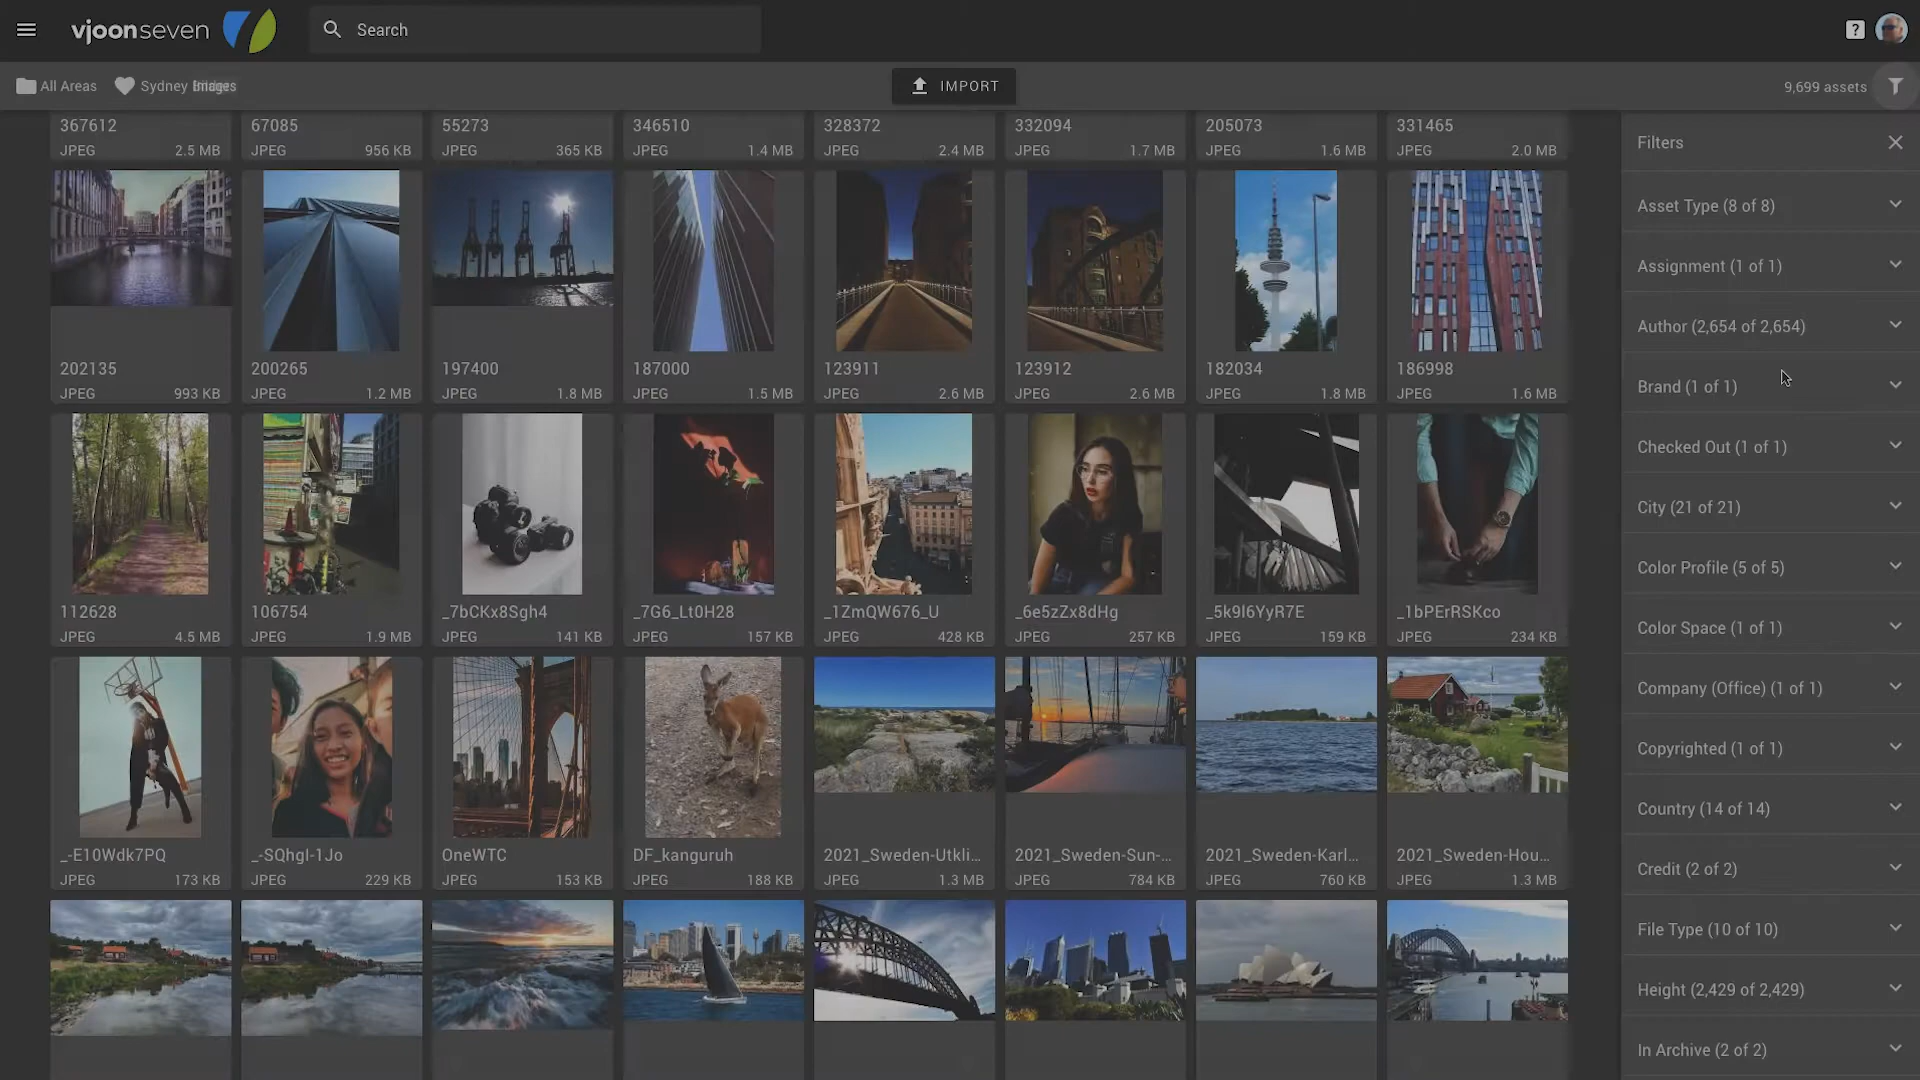 vjoonseven
Search
?
All Areas
Sydney
IMPORT
9,699 assets
367612
JPEG 2.5 MB
67085
JPEG 956 KB
55273
JPEG 365 KB
346510
JPEG 1.4 MB
328372
JPEG 2.4 MB
332094
JPEG 1.7 MB
205073
JPEG 1.6 MB
331465
JPEG 2.0 MB
202135
JPEG 993 KB
200265
JPEG 1.2 MB
197400
JPEG 1.8 MB
187000
JPEG 1.5 MB
123911
JPEG 2.6 MB
123912
JPEG 2.6 MB
182034
JPEG 1.8 MB
186998
JPEG 1.6 MB
112628
JPEG 4.5 MB
106754
JPEG 1.9 MB
_7bCKx8Sgh4
JPEG 141 KB
_7G6_Lt0H28
JPEG 157 KB
_1ZmQW676_U
JPEG 428 KB
_6e5zZx8dHg
JPEG 257 KB
_5k9I6YyR7E
JPEG 159 KB
_1bPErRSKco
JPEG 234 KB
_-E10Wdk7PQ
JPEG 173 KB
_-SQhgI-1Jo
JPEG 229 KB
OneWTC
JPEG 153 KB
DF_kanguruh
JPEG 188 KB
2021_Sweden-Utkli...
JPEG 1.3 MB
2021_Sweden-Sun-...
JPEG 784 KB
2021_Sweden-Karl...
JPEG 760 KB
2021_Sweden-Hou...
JPEG 1.3 MB
Filters
Asset Type (8 of 8)
Assignment (1 of 1)
Author (2,654 of 2,654)
Brand (1 of 1)
Checked Out (1 of 1)
City (21 of 21)
Color Profile (5 of 5)
Color Space (1 of 1)
Company (Office) (1 of 1)
Copyrighted (1 of 1)
Country (14 of 14)
Credit (2 of 2)
File Type (10 of 10)
Height (2,429 of 2,429)
In Archive (2 of 2)